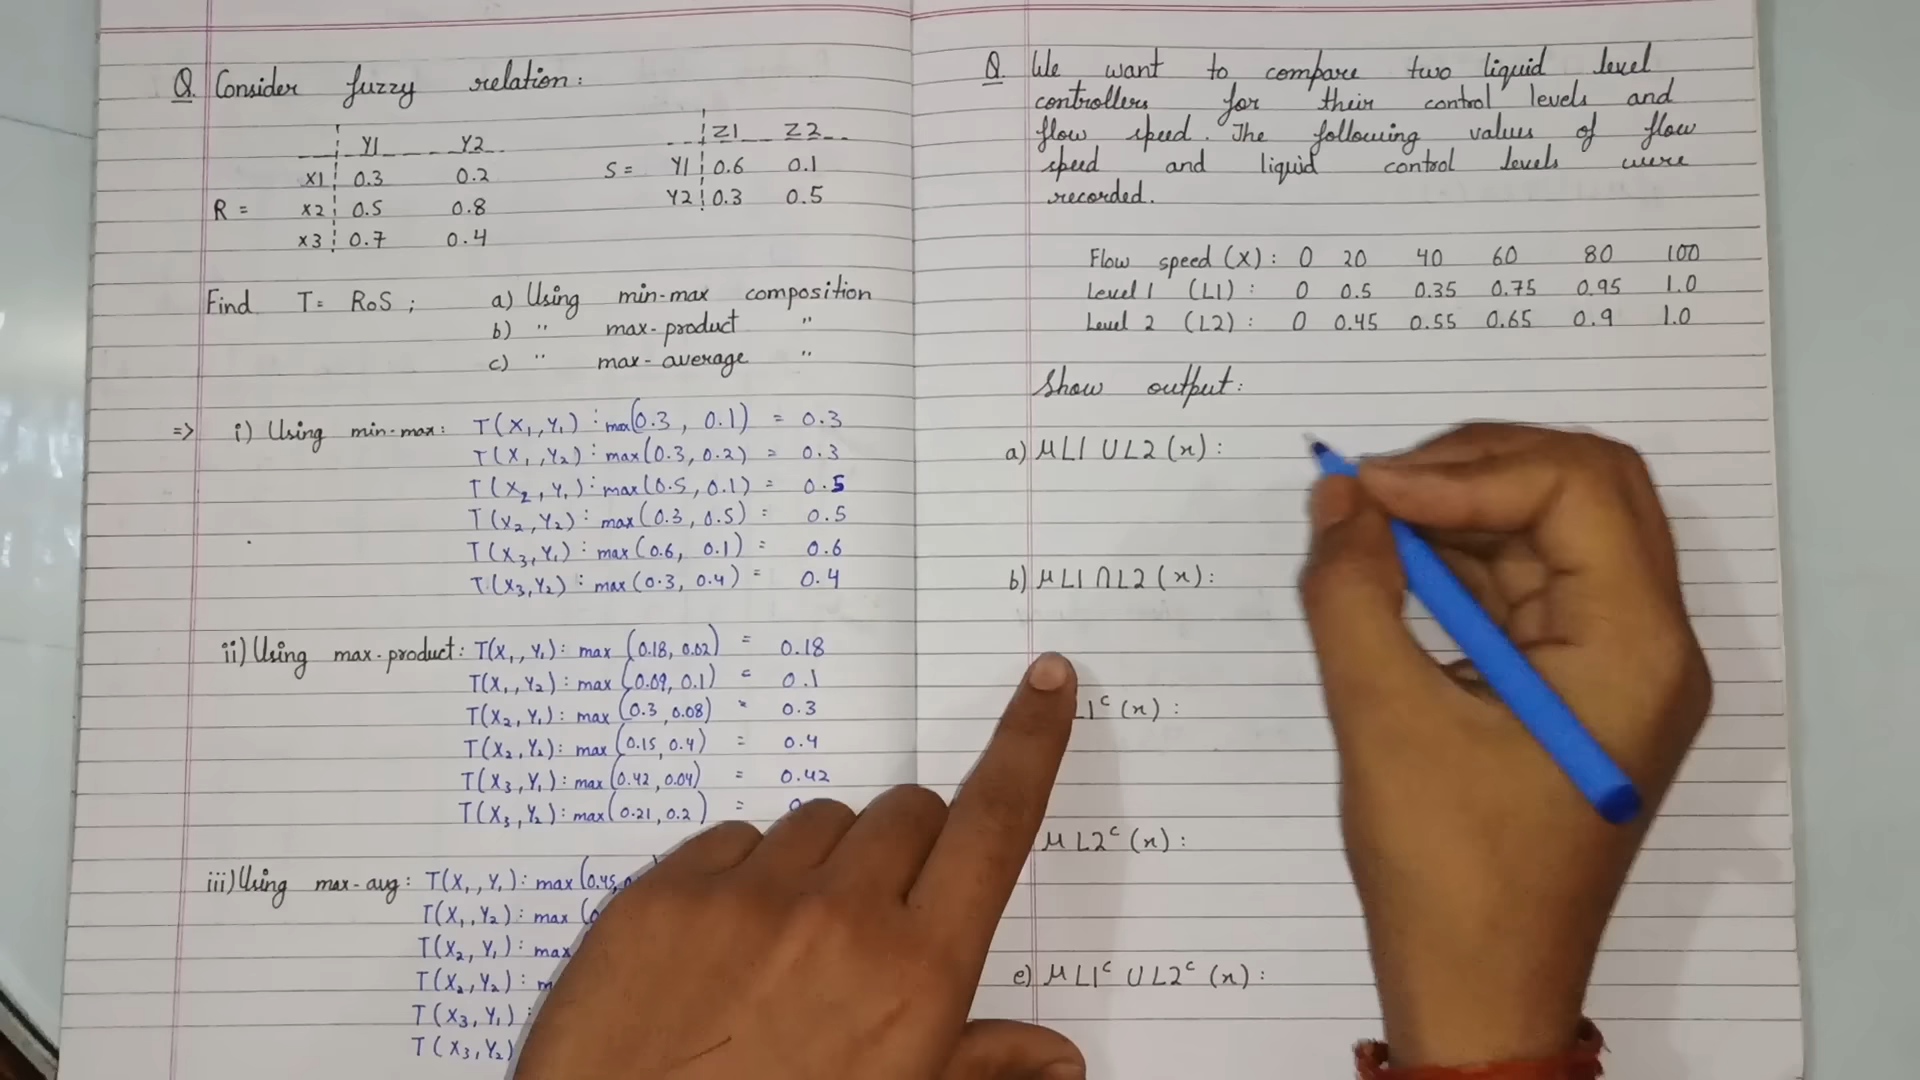 Q. Consider fuzzy relation:
Y1 Y2
X1 0.3 0.2
R = X2 0.5 0.8
X3 0.7 0.4
Z1 Z2
S = Y1 0.6 0.1
Y2 0.3 0.5
Find T = RoS ; a) Using min-max composition
b) " max-product "
c) " max-average "
=> i) Using min-max: T(X1,Y1) : max(0.3, 0.1) = 0.3
T(X1,Y2) : max(0.3, 0.2) = 0.3
T(X2,Y1) : max(0.5, 0.1) = 0.5
T(X2,Y2) : max(0.3, 0.5) = 0.5
T(X3,Y1) : max(0.6, 0.1) = 0.6
T(X3,Y2) : max(0.3, 0.4) = 0.4
ii) Using max-product: T(X1,Y1) : max (0.18, 0.02) = 0.18
T(X1,Y2) : max (0.09, 0.1) = 0.1
T(X2,Y1) : max (0.3, 0.08) = 0.3
T(X2,Y2) : max (0.15, 0.4) = 0.4
T(X3,Y1) : max (0.42, 0.04) = 0.42
T(X3,Y2) : max(0.21, 0.2) =
iii) Using max-avg: T(X1,Y1) : max(0.45,
T(X1,Y2) : max (
T(X2,Y1) : max
T(X2,Y2) :
T(X3,Y1) :
T(X3,Y2)
Q. We want to compare two liquid level
controllers for their control levels and
flow speed. The following values of flow
speed and liquid control levels were
recorded.
Flow speed (X) : 0 20 40 60 80 100
Level 1 (L1) : 0 0.5 0.35 0.75 0.95 1.0
Level 2 (L2) : 0 0.45 0.55 0.65 0.9 1.0
Show output:
a) μL1 ∪ L2 (x) :
b) μL1 ∩ L2 (x) :
L1ᶜ (x) :
μL2ᶜ (x) :
e) μL1ᶜ ∪ L2ᶜ (x) :